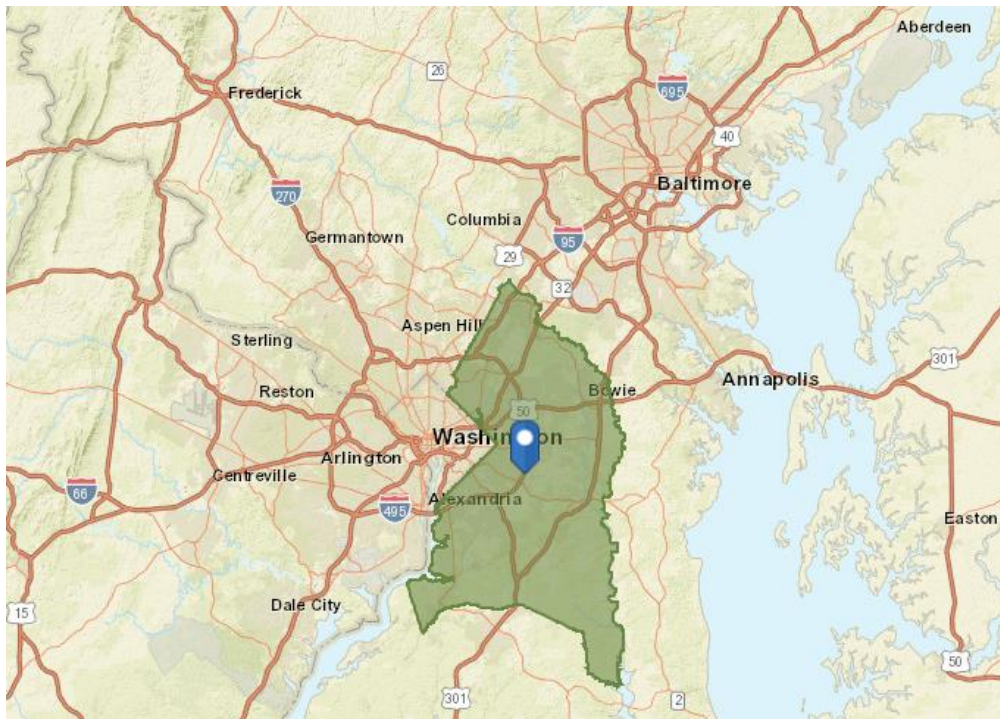 Aberdeen
26
695
Frederick
40
Baltimore
270
Columbia
95
Germantown
29
32
Aspen Hill
Sterling
301
Annapolis
Reston
Bowie
50
Washington
Arlington
Centreville
66
Alexandria
495
Easton
Dale City
15
50
301
2